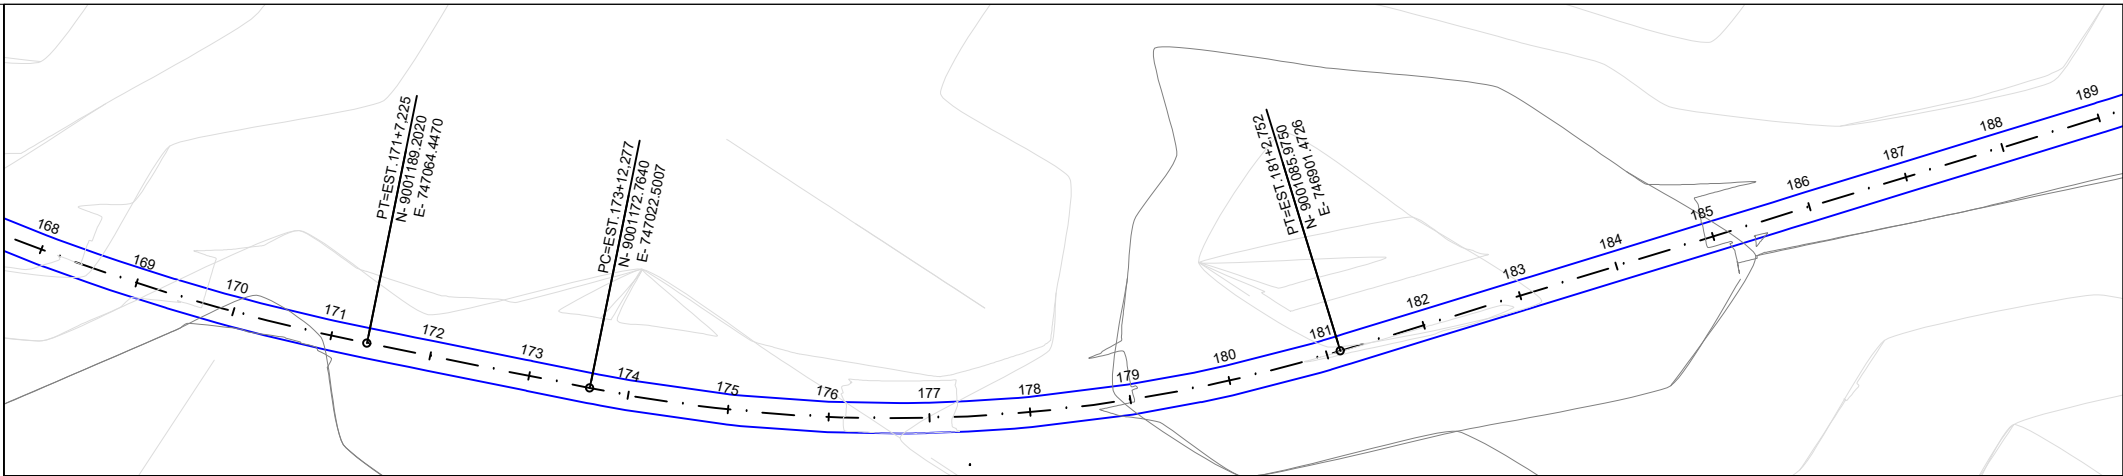 168
169
170
171
PT=EST.171+7,225
N- 9001189.2020
E- 747064.4470
172
173
PC=EST.173+12,277
N- 9001172.7640
E- 747022.5007
174
175
176
177
178
179
180
181
PT=EST.181+2,752
N- 9001085.9750
E- 746901.4726
182
183
184
185
186
187
188
189